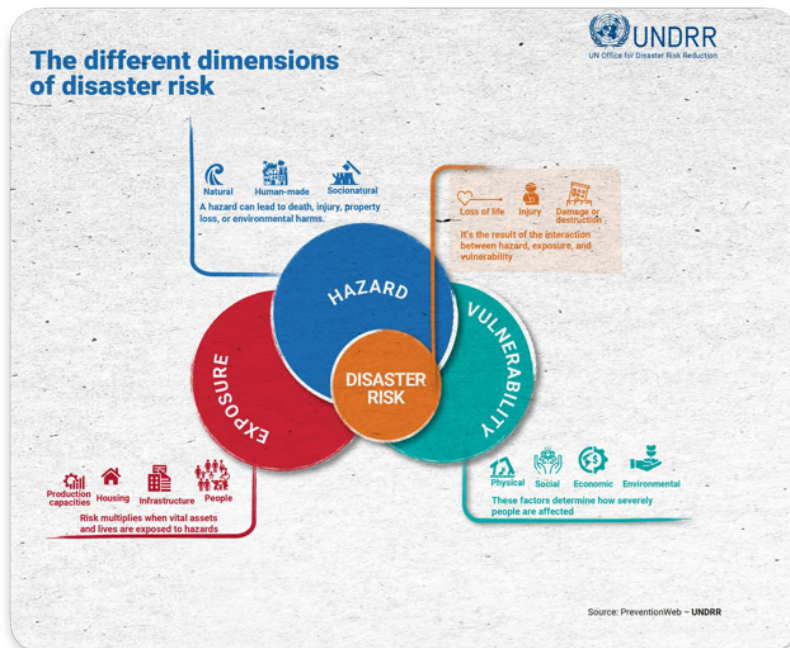 The different dimensions
of disaster risk
UNDRR
UN Office for Disaster Risk Reduction
Natural
Human-made
Socionatural
A hazard can lead to death, injury, property
loss, or environmental harms.
Loss of life
Injury
Damage or
destruction
It's the result of the interaction
between hazard, exposure, and
vulnerability
HAZARD
EXPOSURE
VULNERABILITY
DISASTER
RISK
Production
capacities
Housing
Infrastructure
People
Risk multiplies when vital assets
and lives are exposed to hazards
Physical
Social
Economic
Environmental
These factors determine how severely
people are affected
Source: PreventionWeb – UNDRR